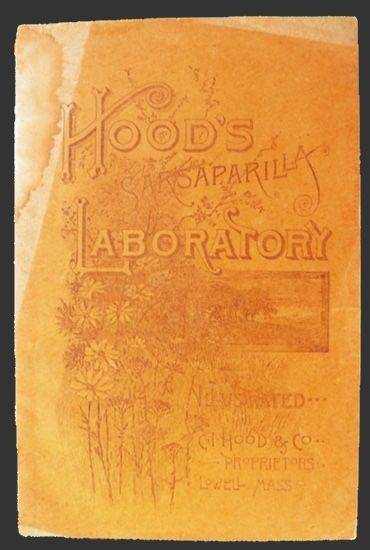 HOOD'S
SARSAPARILLA
LABORATORY
ILLUSTRATED...
C.I. HOOD & CO..
PROPRIETORS.
LOWELL MASS